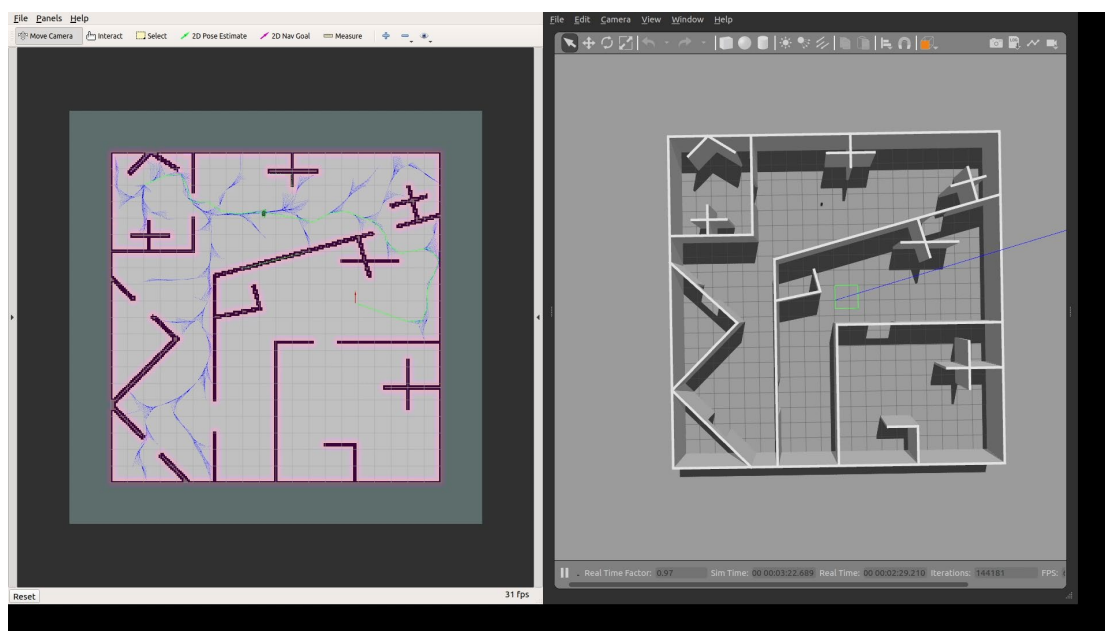 File Panels Help
Move Camera Interact Select 2D Pose Estimate 2D Nav Goal Measure
Reset 31 fps
File Edit Camera View Window Help
Real Time Factor: 0.97 Sim Time: 00 00:03:22.689 Real Time: 00 00:02:29.210 Iterations: 144181 FPS: